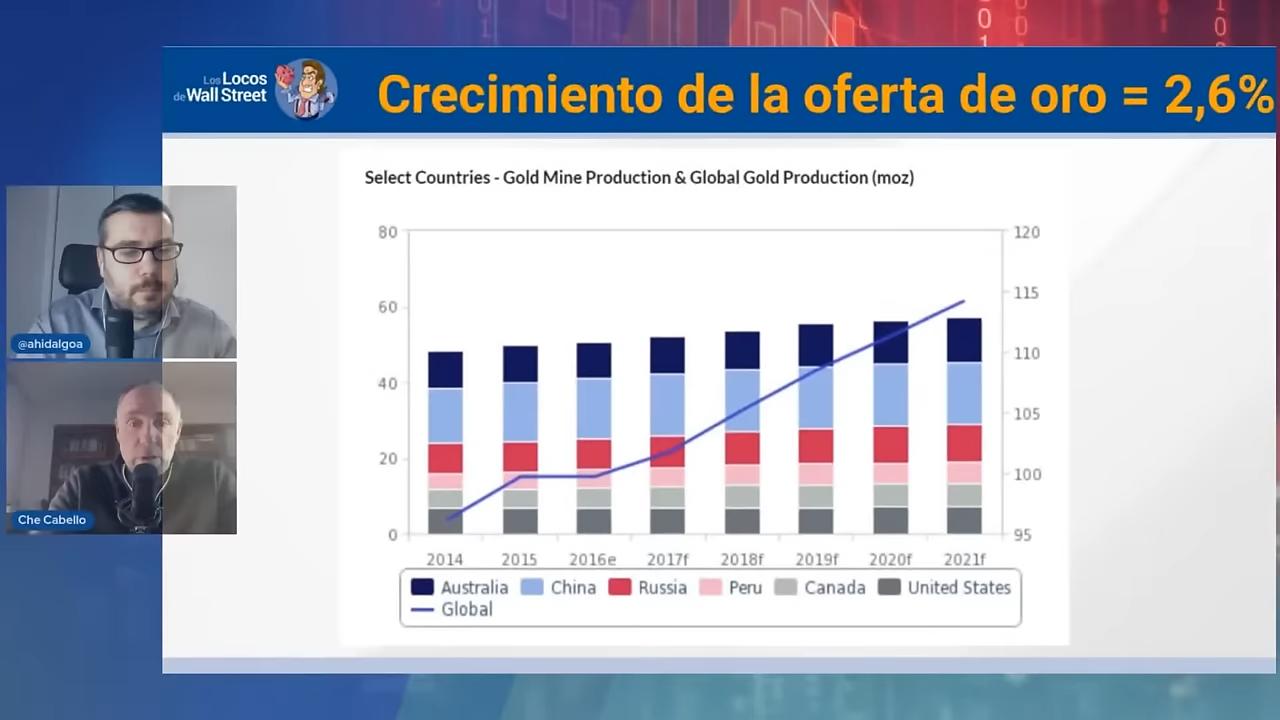 Los Locos
de Wall Street
Crecimiento de la oferta de oro = 2,6%
Select Countries - Gold Mine Production & Global Gold Production (moz)
80
60
40
20
0
120
115
110
105
100
95
2014
2015
2016e
2017f
2018f
2019f
2020f
2021f
Australia
China
Russia
Peru
Canada
United States
Global
@ahidalgoa
Che Cabello